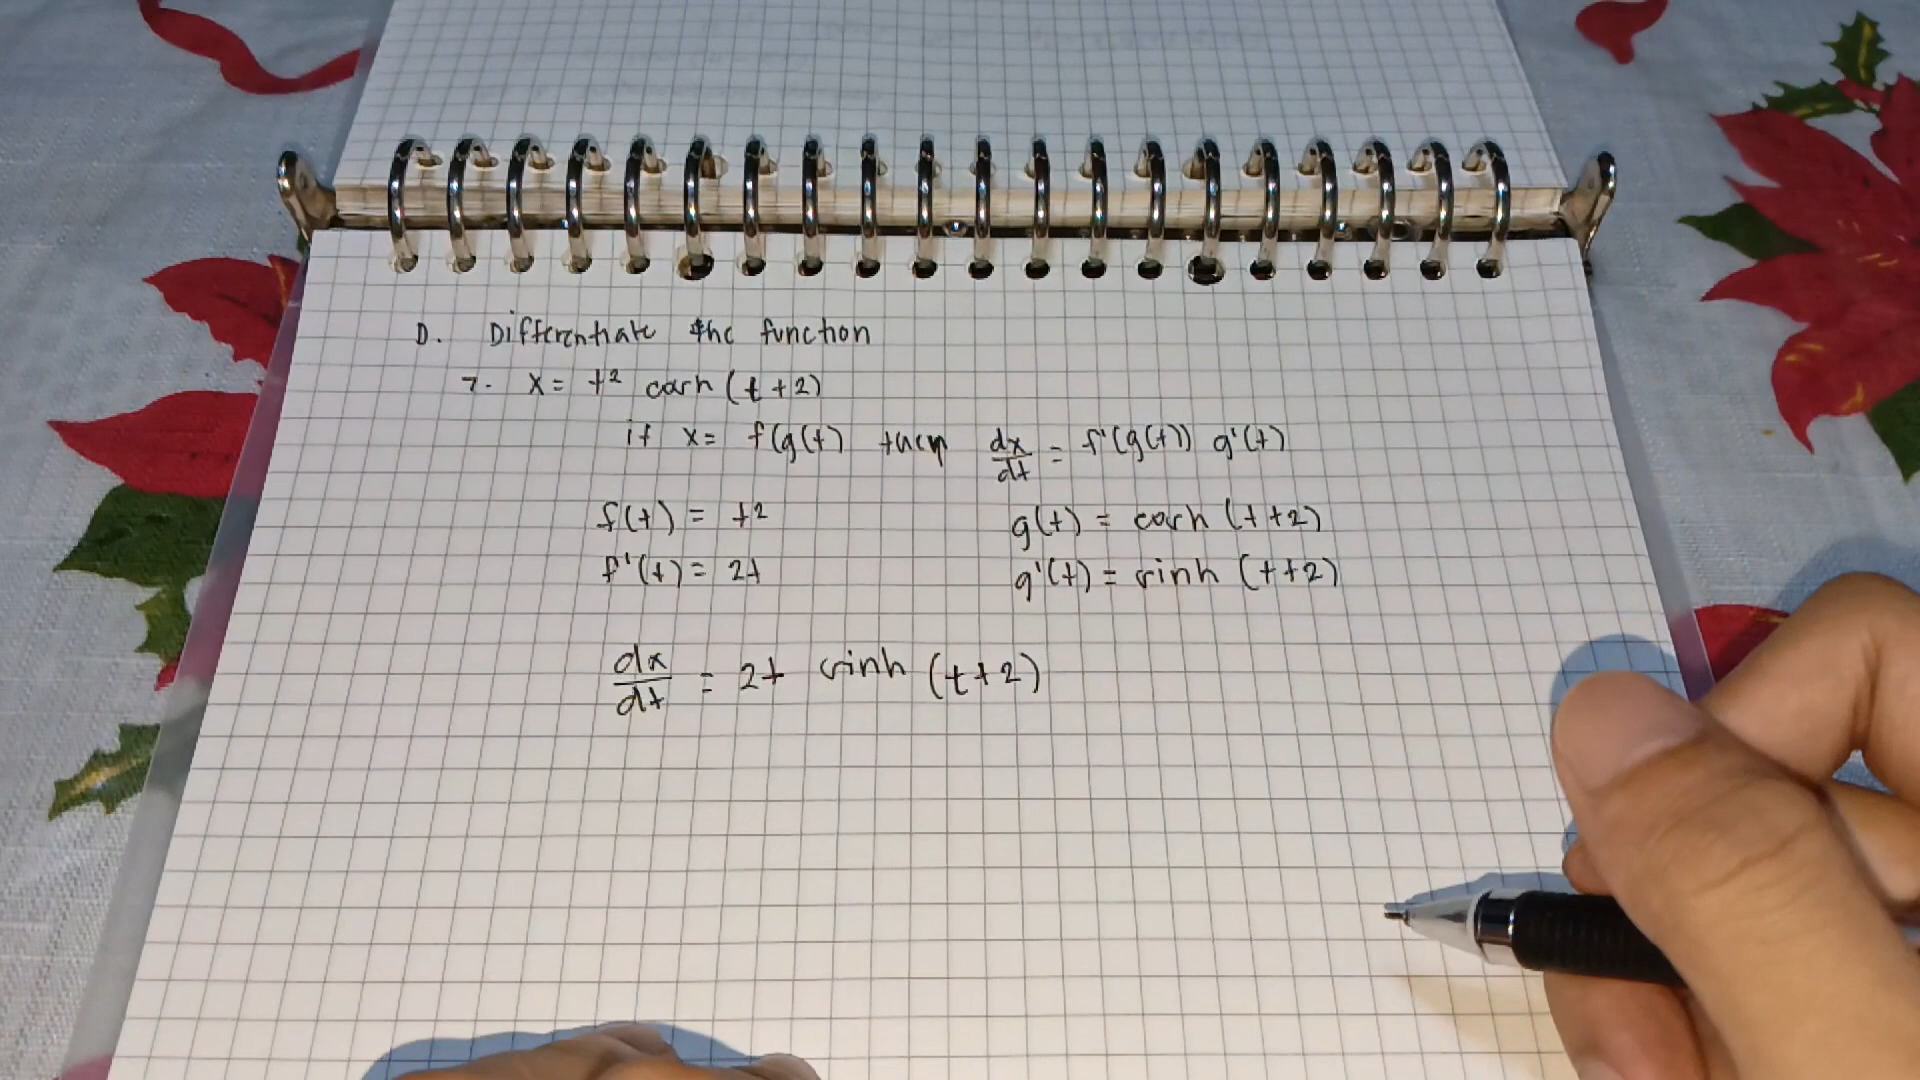 D. Differentiate the function
7. x = t² cosh (t + 2)
if x = f(g(t) then dx/dt = f'(g(t)) g'(t)
f(t) = t² g(t) = cosh (t + 2)
f'(t) = 2t g'(t) = sinh (t + 2)
dx/dt = 2t sinh (t + 2)